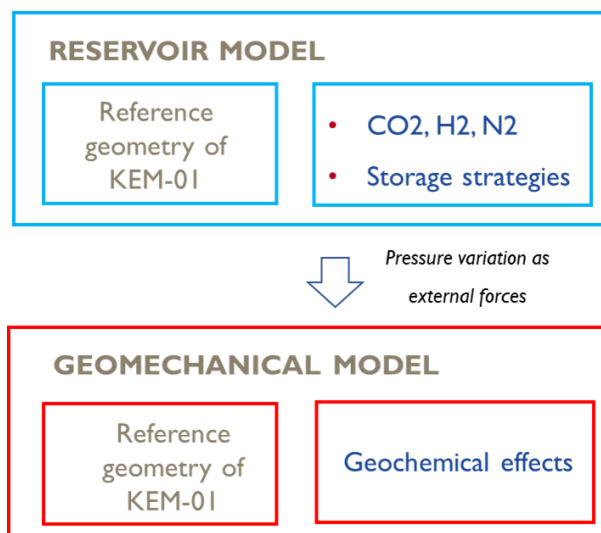 RESERVOIR MODEL
Reference
geometry of
KEM-01
• CO2, H2, N2
• Storage strategies
Pressure variation as
external forces
GEOMECHANICAL MODEL
Reference
geometry of
KEM-01
Geochemical effects